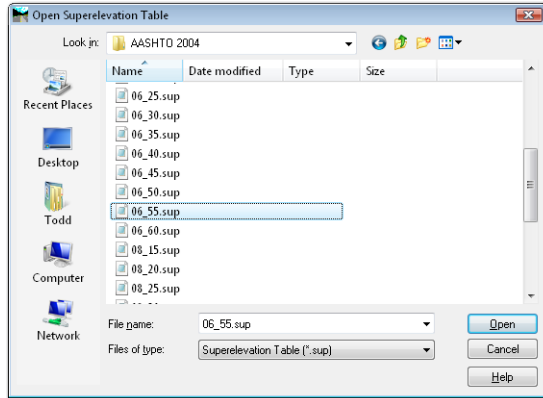 Open Superelevation Table
Look in: AASHTO 2004
Name Date modified Type Size
06_25.sup
06_30.sup
06_35.sup
06_40.sup
06_45.sup
06_50.sup
06_55.sup
06_60.sup
08_15.sup
08_20.sup
08_25.sup
Recent Places
Desktop
Todd
Computer
Network
File name: 06_55.sup
Files of type: Superelevation Table (*.sup)
Open
Cancel
Help